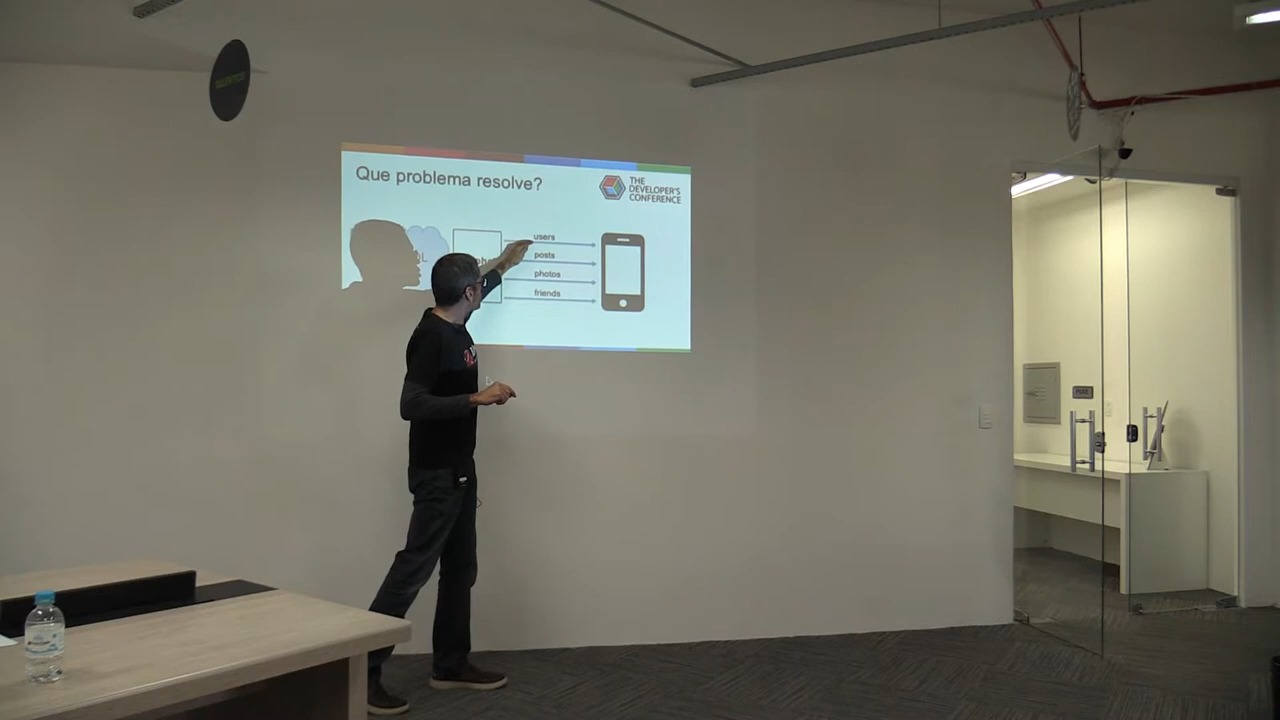 Que problema resolve?
THE
DEVELOPER'S
CONFERENCE
users
posts
photos
friends